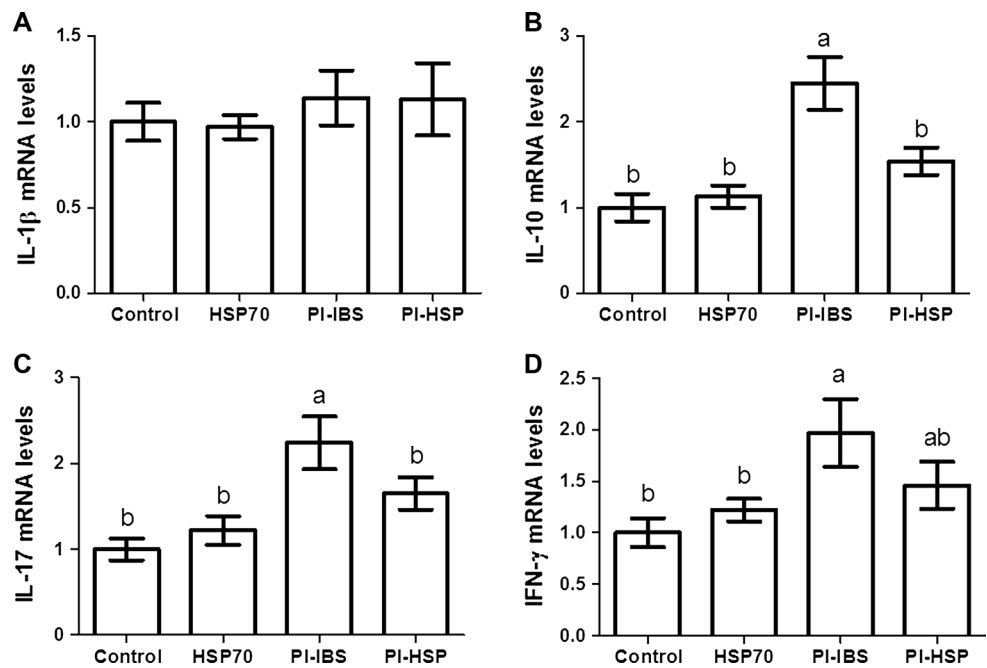 A
IL-1β mRNA levels
1.5
1.0
0.5
0.0
Control HSP70 PI-IBS PI-HSP
B
IL-10 mRNA levels
3
2
1
0
b b a b
Control HSP70 PI-IBS PI-HSP
C
IL-17 mRNA levels
3
2
1
0
b b a b
Control HSP70 PI-IBS PI-HSP
D
IFN-γ mRNA levels
2.5
2.0
1.5
1.0
0.5
0.0
b b a ab
Control HSP70 PI-IBS PI-HSP